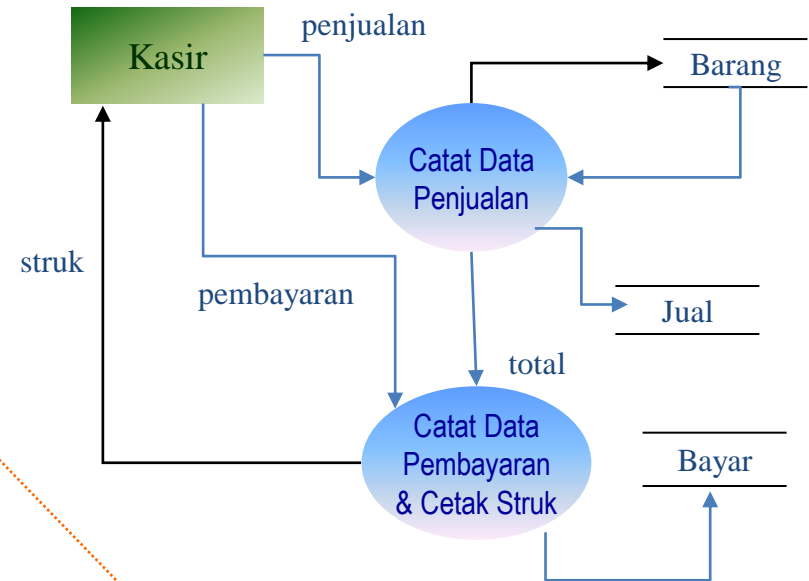 penjualan
Kasir
Barang
Catat Data
Penjualan
struk
pembayaran
Jual
total
Catat Data
Pembayaran
& Cetak Struk
Bayar